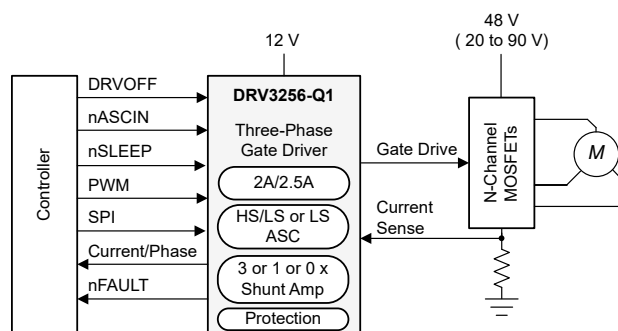 48 V
( 20 to 90 V)
12 V
Controller
DRVOFF
nASCIN
nSLEEP
PWM
SPI
Current/Phase
nFAULT
DRV3256-Q1
Three-Phase
Gate Driver
2A/2.5A
HS/LS or LS
ASC
3 or 1 or 0 x
Shunt Amp
Protection
Gate Drive
Current
Sense
N-Channel
MOSFETs
M